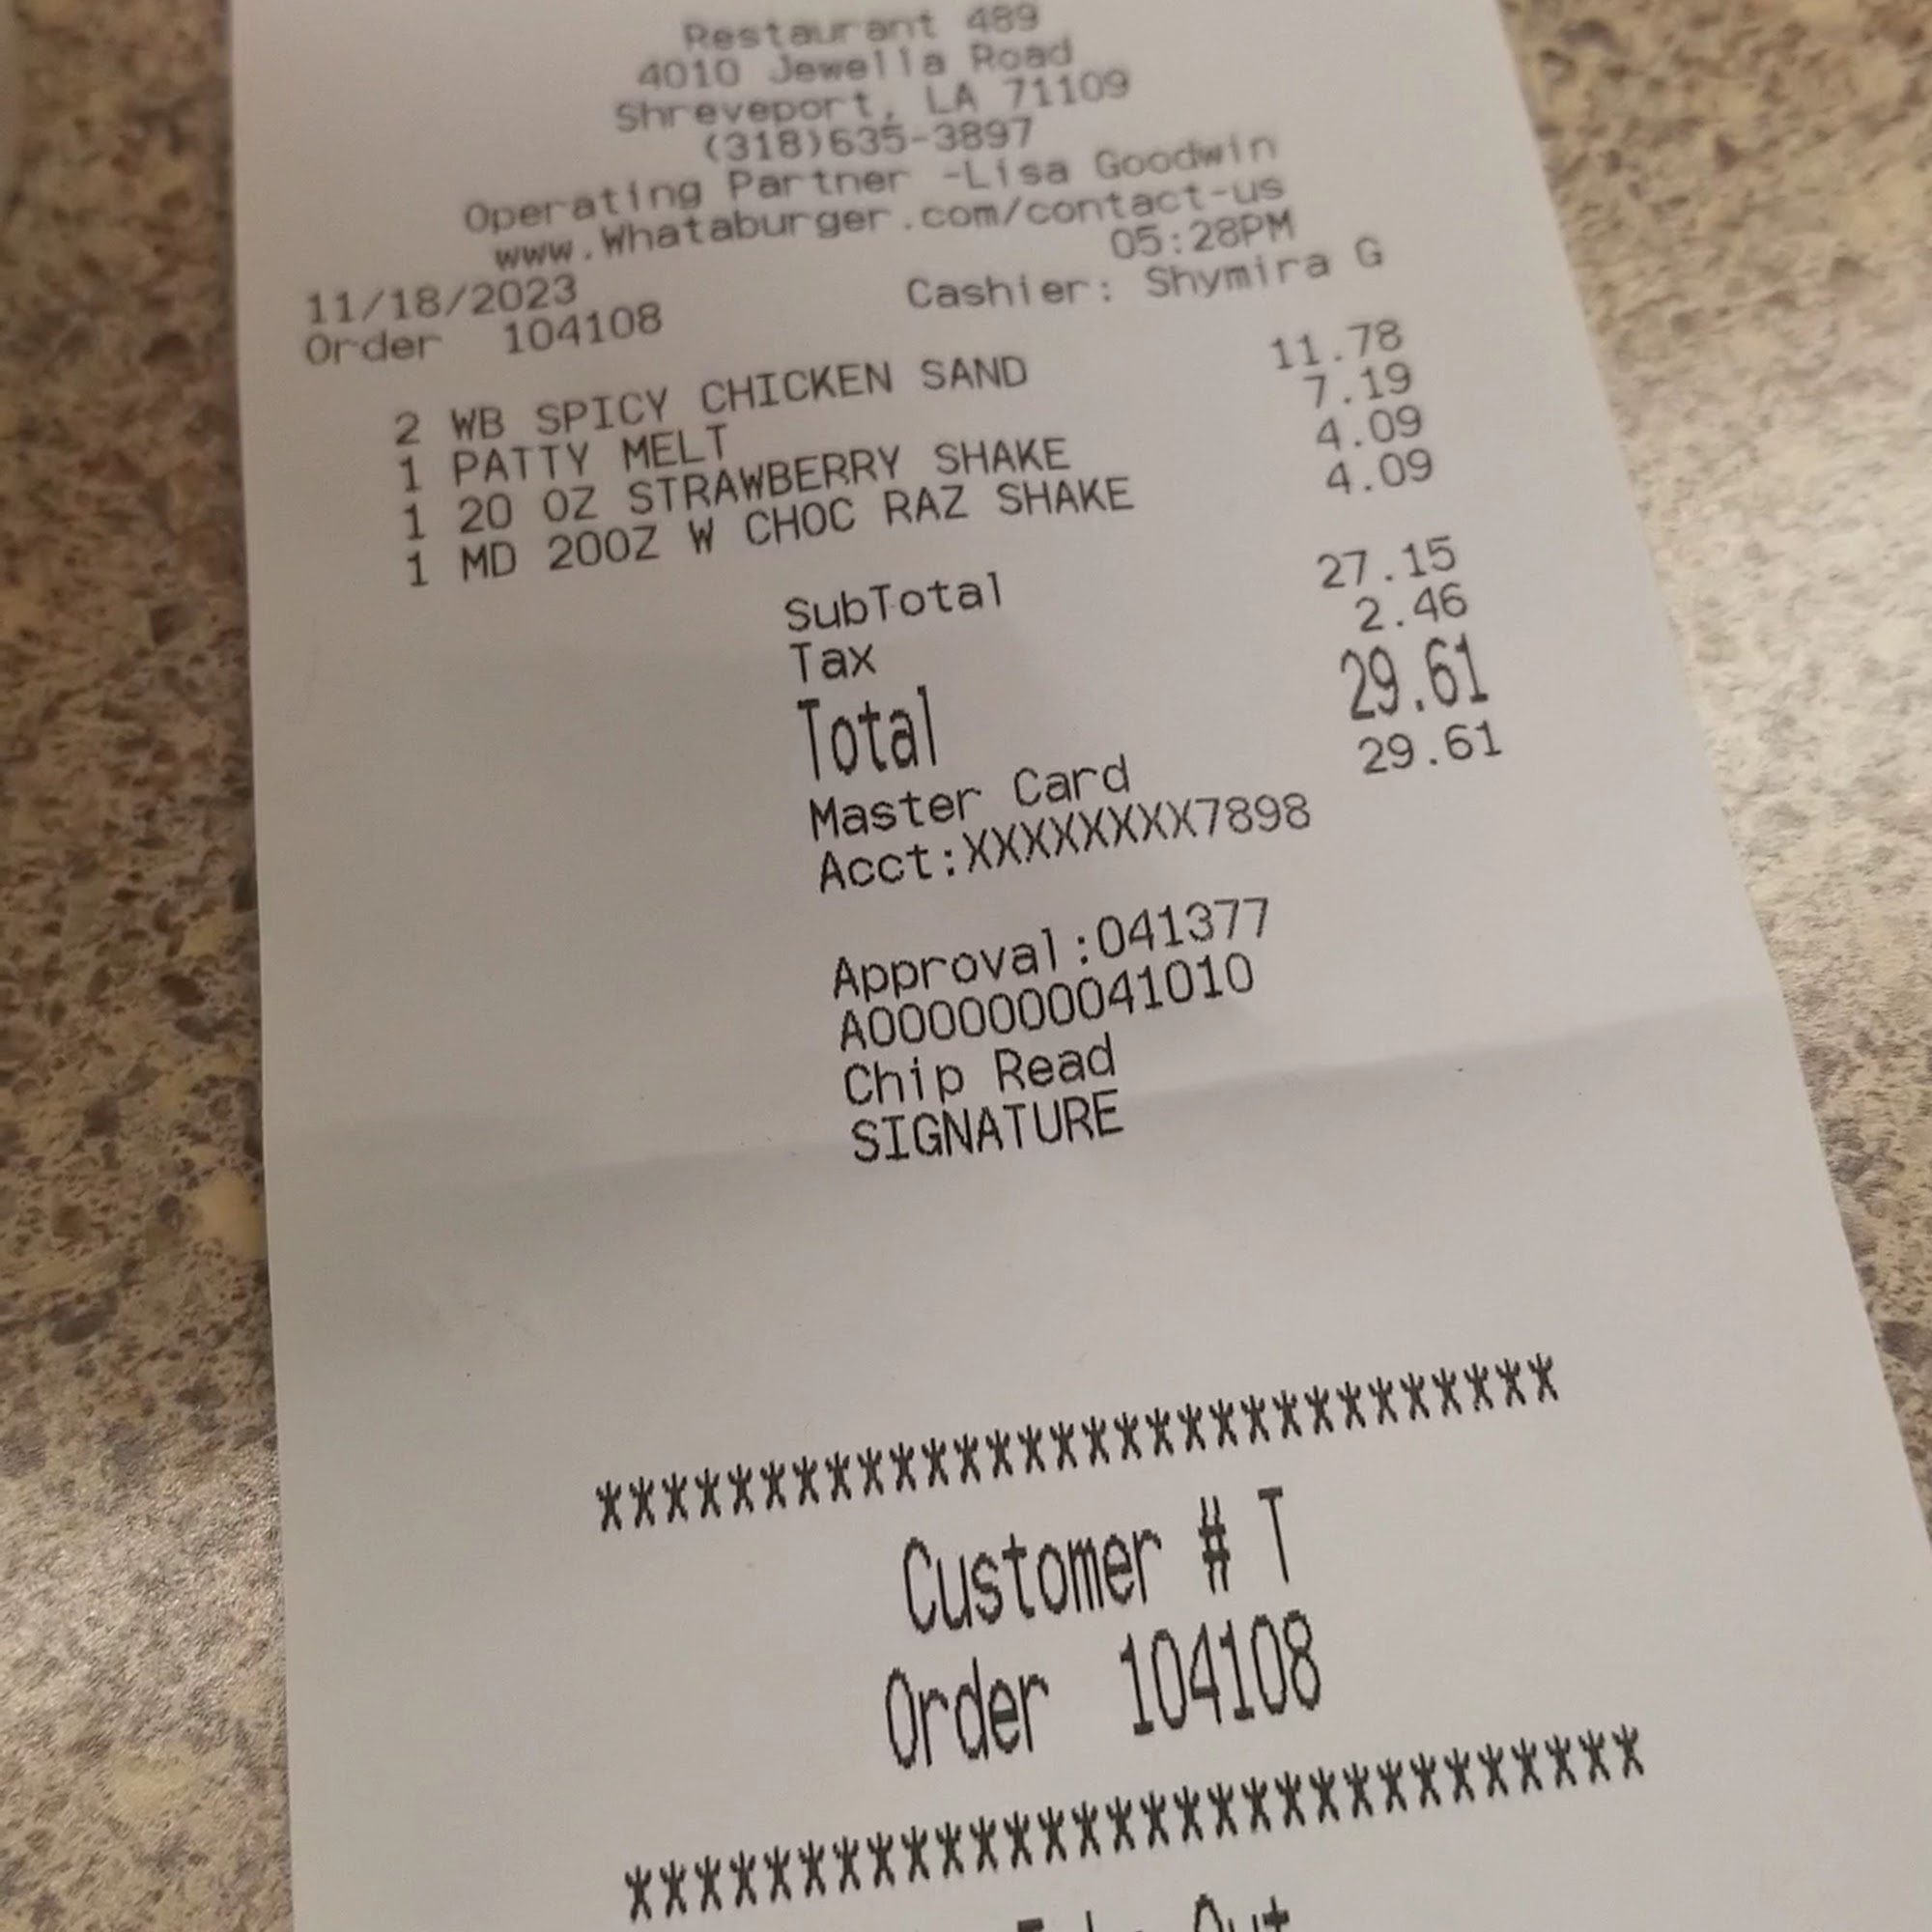 Restaurant 489
4010 Jewella Road
Shreveport, LA 71109
(318)635-3897
Operating Partner -Lisa Goodwin
www.Whataburger.com/contact-us
11/18/2023 05:28PM
Order 104108 Cashier: Shymira G
2 WB SPICY CHICKEN SAND 11.78
1 PATTY MELT 7.19
1 20 OZ STRAWBERRY SHAKE 4.09
1 MD 20OZ W CHOC RAZ SHAKE 4.09
SubTotal 27.15
Tax 2.46
Total 29.61
Master Card 29.61
Acct:XXXXXXXX7898
Approval:041377
A0000000041010
Chip Read
SIGNATURE
******************************
Customer # T
Order 104108
********************************
Take Out